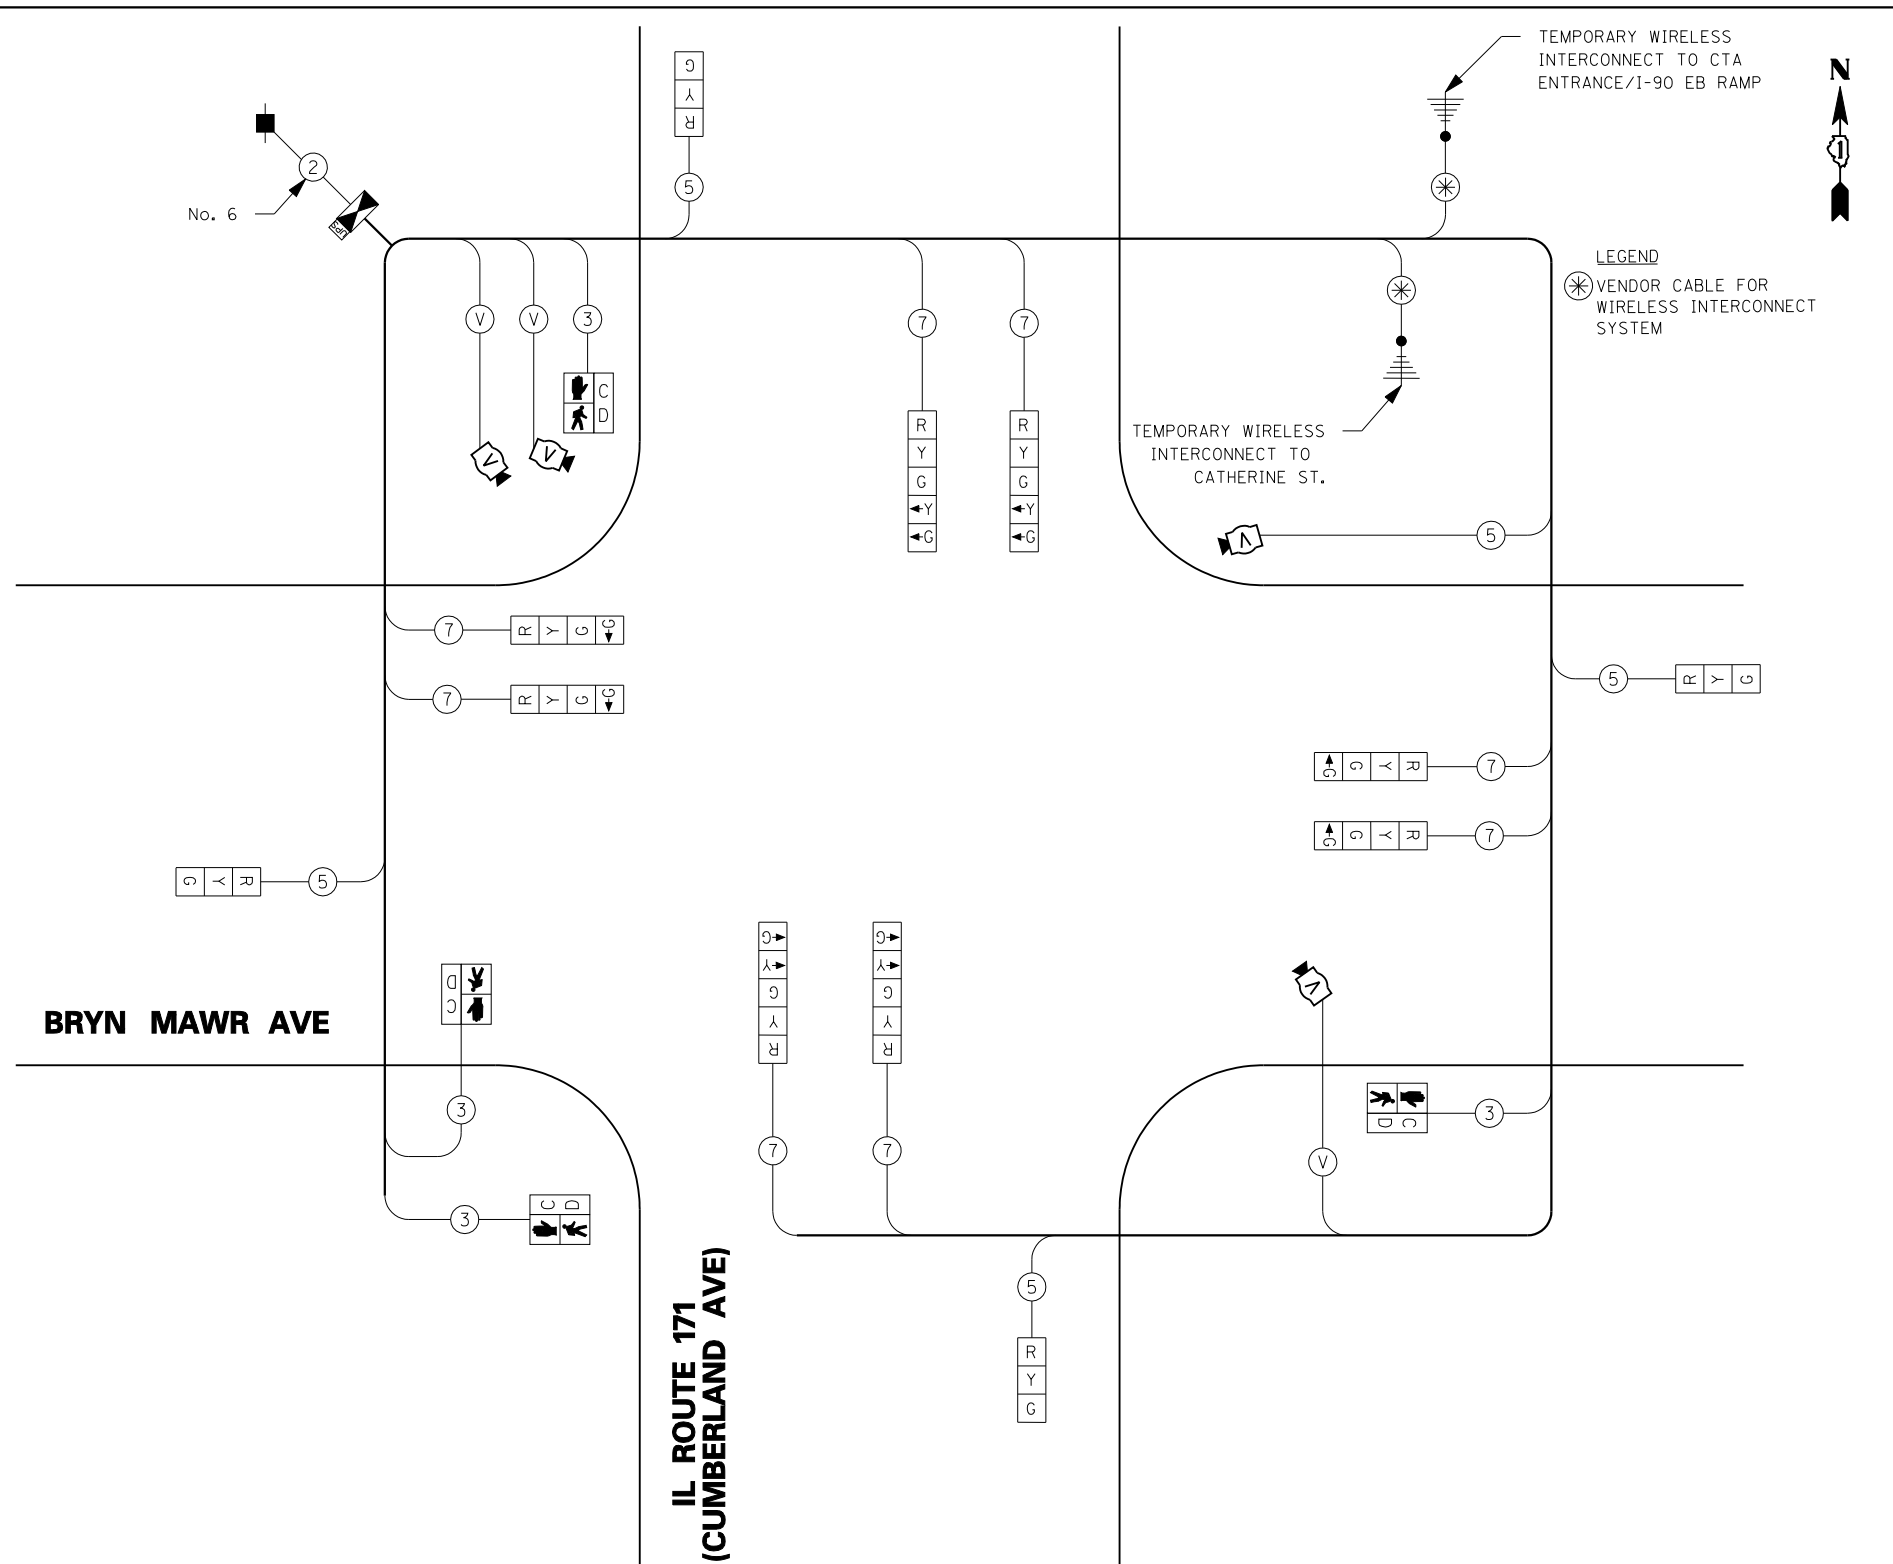 TEMPORARY WIRELESS
INTERCONNECT TO CTA
ENTRANCE/I-90 EB RAMP
N
1
G
Y
R
5
2
No. 6
UPS
LEGEND
VENDOR CABLE FOR
WIRELESS INTERCONNECT
SYSTEM
V
V
3
7
7
C
D
V
V
R
Y
G
Y
G
R
Y
G
Y
G
TEMPORARY WIRELESS
INTERCONNECT TO
CATHERINE ST.
V
5
7
R Y G G
7
R Y G G
5
R Y G
G G Y R
7
G G Y R
7
G Y R
5
G
Y
G
Y
R
G
Y
G
Y
R
D
C
V
BRYN MAWR AVE
3
3
D C
7
7
V
3
C D
5
R
Y
G
IL ROUTE 171
(CUMBERLAND AVE)